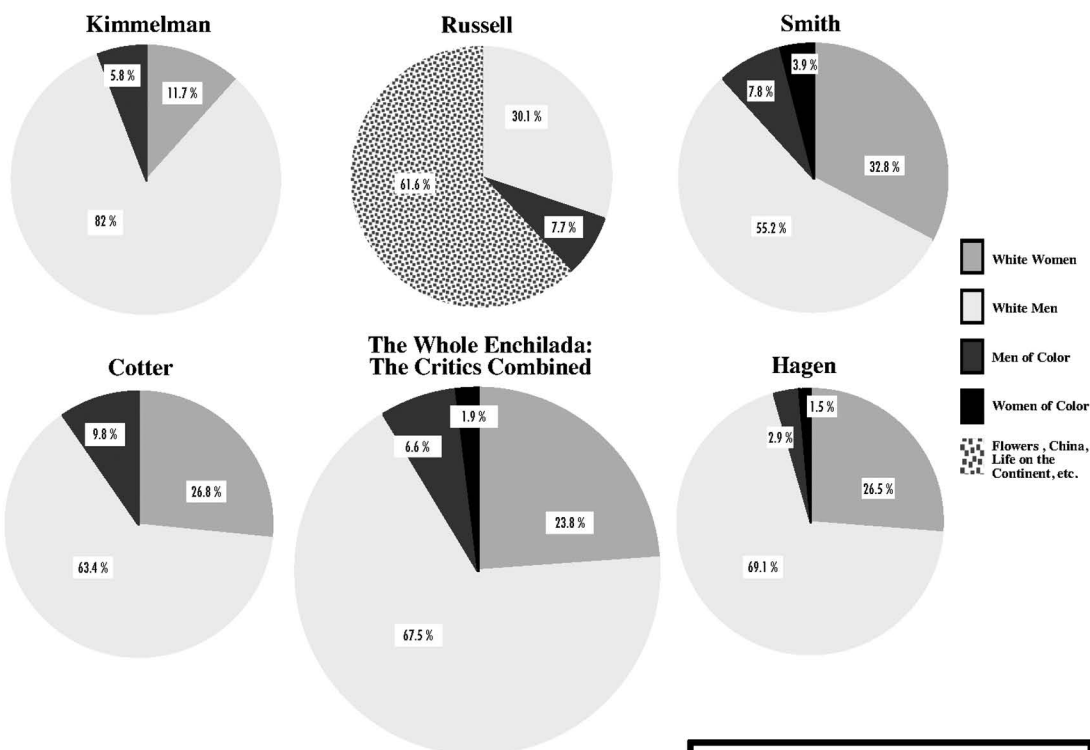 Kimmelman
5.8 %
11.7 %
82 %
Russell
30.1 %
61.6 %
7.7 %
Smith
3.9 %
7.8 %
32.8 %
55.2 %
White Women
White Men
Men of Color
Women of Color
Flowers , China,
Life on the
Continent, etc.
Cotter
9.8 %
26.8 %
63.4 %
The Whole Enchilada:
The Critics Combined
1.9 %
6.6 %
23.8 %
67.5 %
Hagen
1.5 %
2.9 %
26.5 %
69.1 %